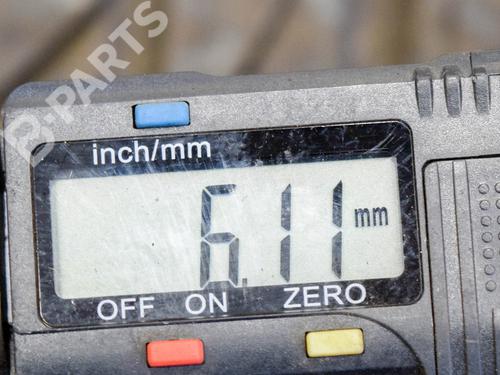 B-PARTS
inch/mm
6.11 mm
OFF ON ZERO